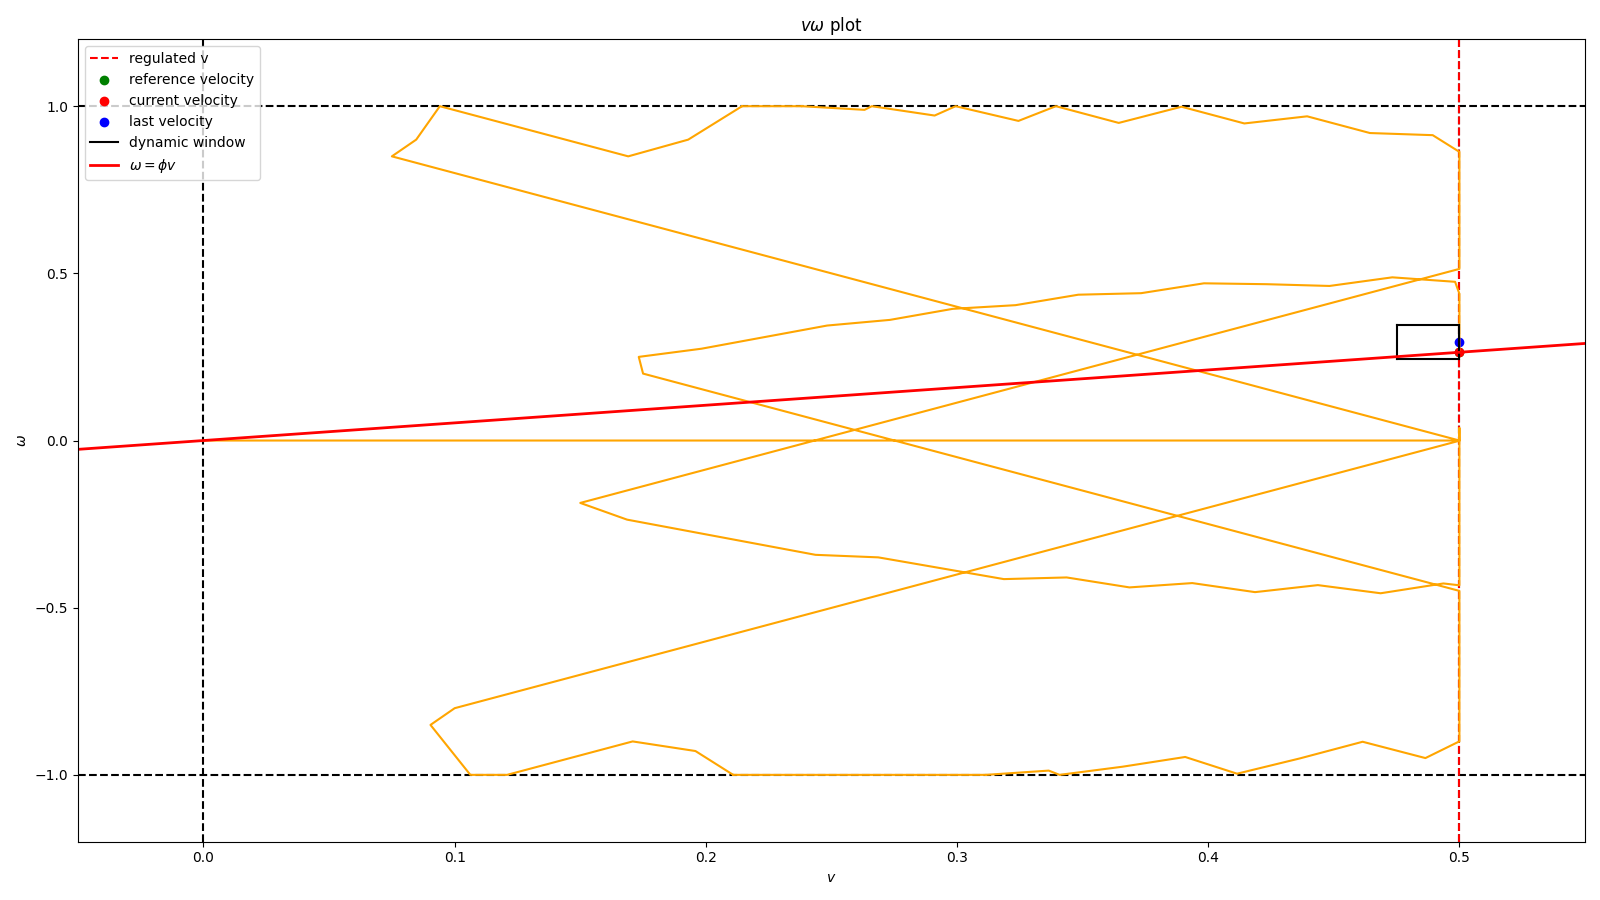 vω plot
regulated v
reference velocity
current velocity
last velocity
dynamic window
ω = ϕv
1.0
0.5
0.0
−0.5
−1.0
ω
0.0 0.1 0.2 0.3 0.4 0.5
v